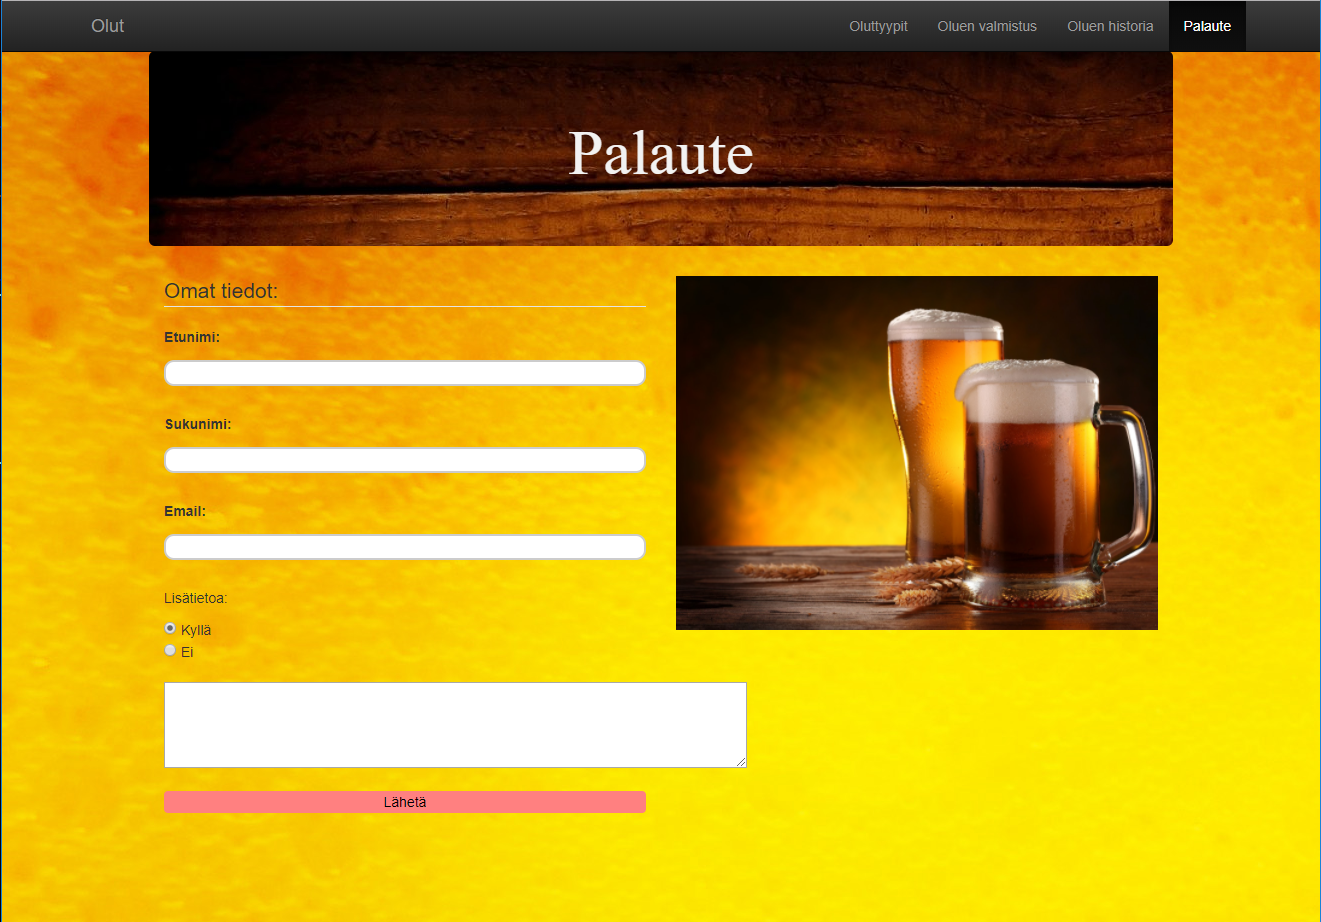 Olut
Oluttyypit Oluen valmistus Oluen historia Palaute
Palaute
Omat tiedot:
Etunimi:
Sukunimi:
Email:
Lisätietoa:
Kyllä
Ei
Lähetä